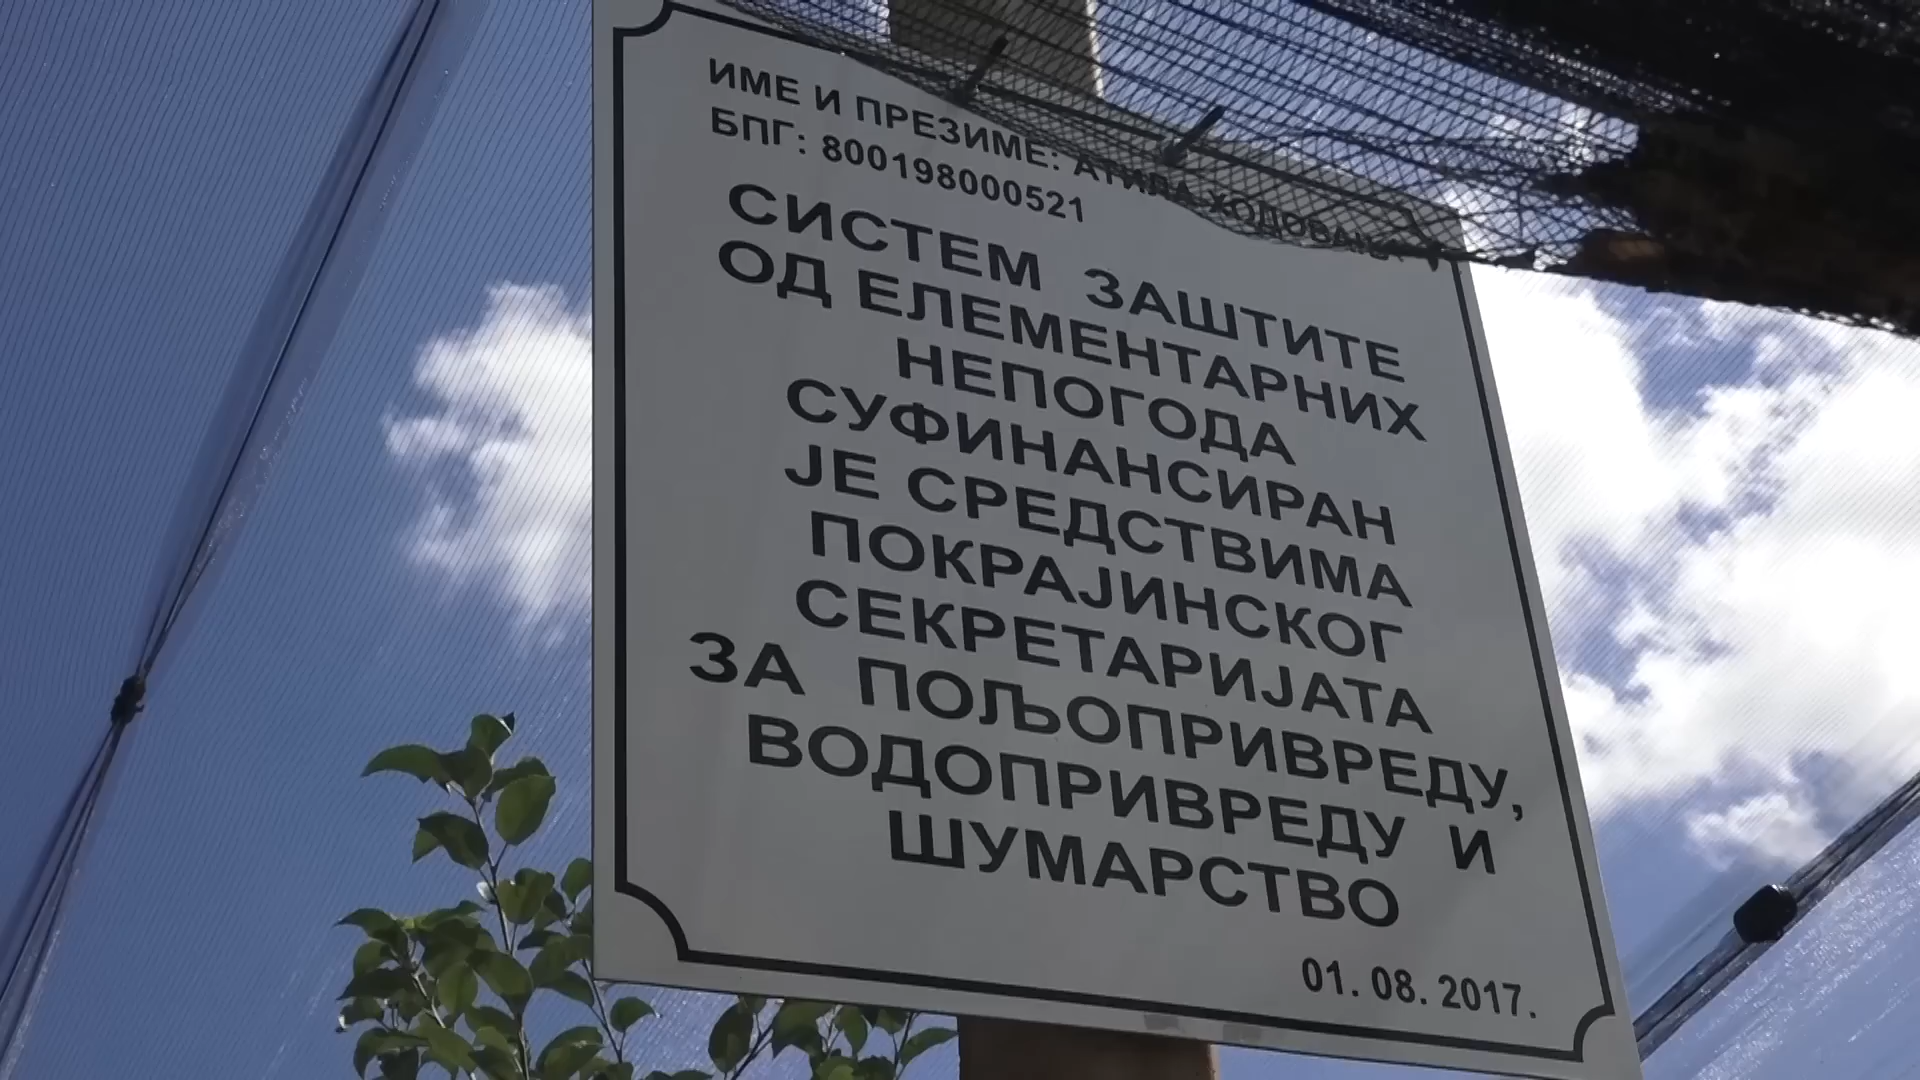 ИМЕ И ПРЕЗИМЕ: АТИЛА
БПГ: 800198000521
СИСТЕМ ЗАШТИТЕ
ОД ЕЛЕМЕНТАРНИХ
НЕПОГОДА
СУФИНАНСИРАН
ЈЕ СРЕДСТВИМА
ПОКРАЈИНСКОГ
СЕКРЕТАРИЈАТА
ЗА ПОЉОПРИВРЕДУ,
ВОДОПРИВРЕДУ И
ШУМАРСТВО
01. 08. 2017.